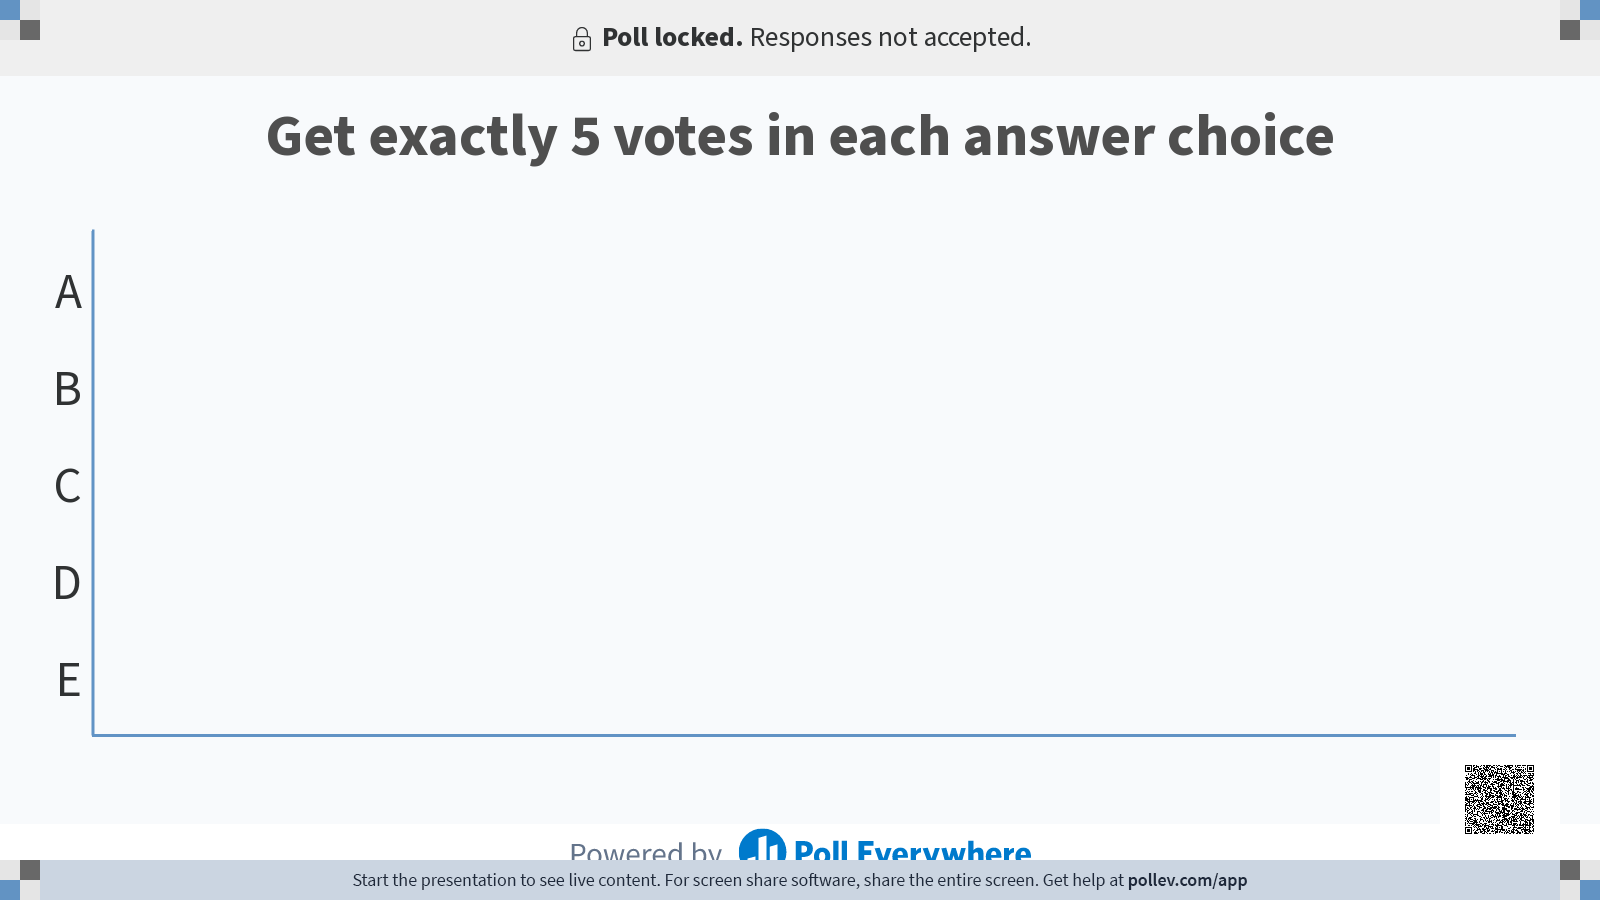 Poll locked. Responses not accepted.
Get exactly 5 votes in each answer choice
A
B
C
D
E
Powered by Poll Everywhere
Start the presentation to see live content. For screen share software, share the entire screen. Get help at pollev.com/app